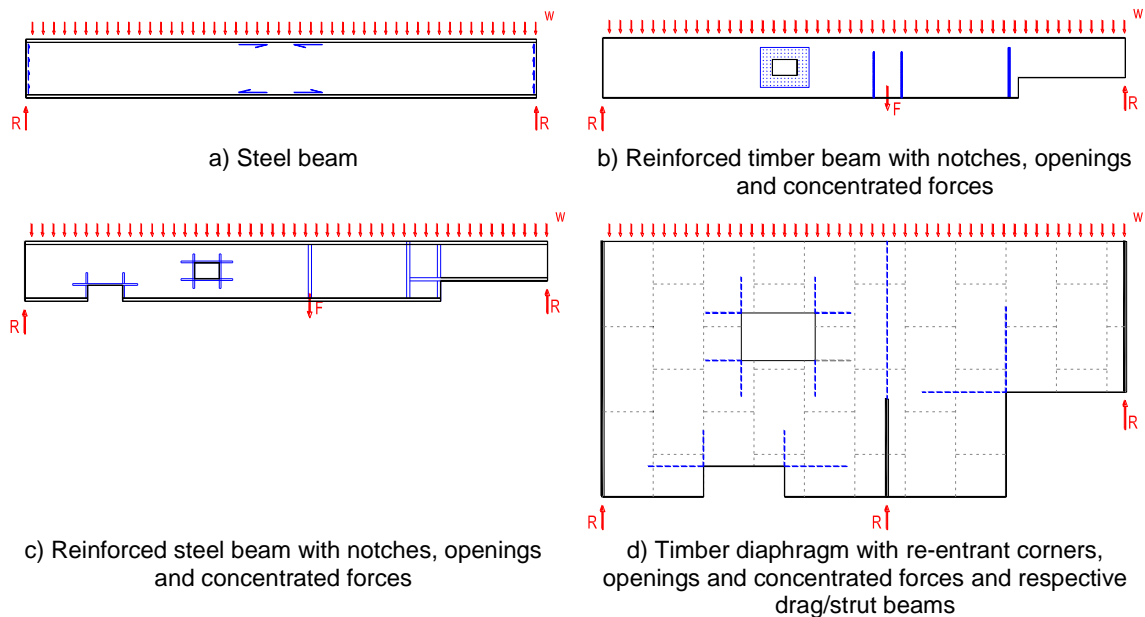 W
R
R
a) Steel beam
W
F
R
R
b) Reinforced timber beam with notches, openings
and concentrated forces
W
R
F
R
c) Reinforced steel beam with notches, openings
and concentrated forces
W
R
R
R
d) Timber diaphragm with re-entrant corners,
openings and concentrated forces and respective
drag/strut beams